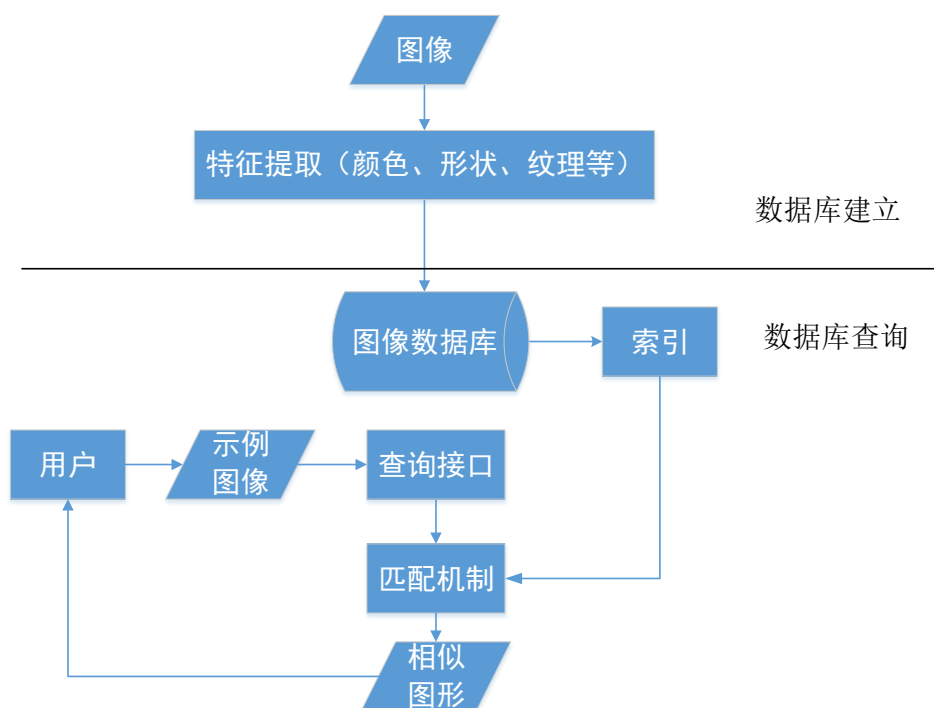 图像
特征提取（颜色、形状、纹理等）
数据库建立
图像数据库
索引
数据库查询
用户
示例
图像
查询接口
匹配机制
相似
图形